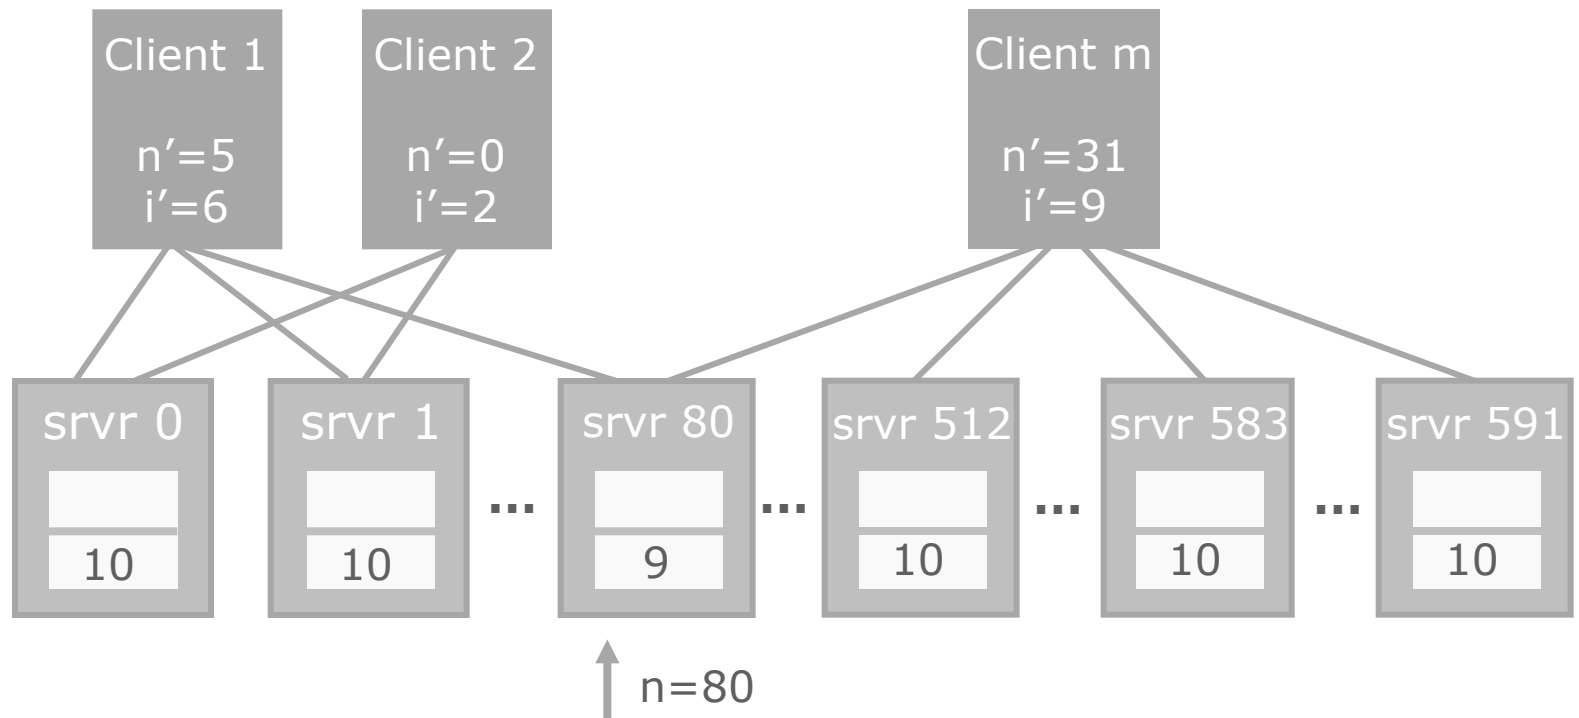 Client 1
n′=5
i′=6
Client 2
n′=0
i′=2
Client m
n′=31
i′=9
srvr 0
10
srvr 1
10
...
srvr 80
9
...
srvr 512
10
...
srvr 583
10
...
srvr 591
10
n=80